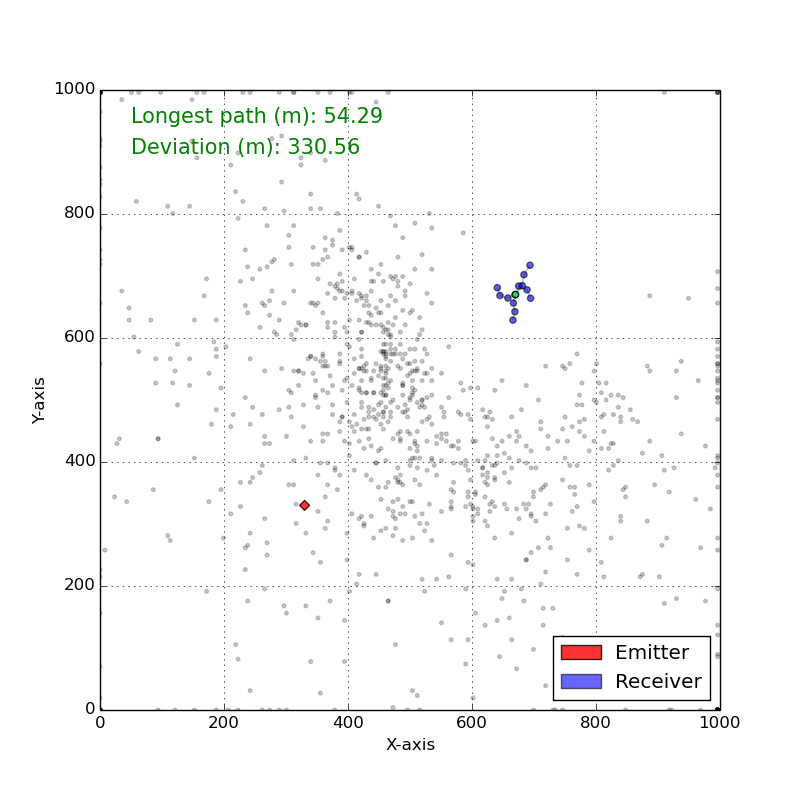 Longest path (m): 54.29
Deviation (m): 330.56
1000
800
600
400
200
0
Y-axis
0 200 400 600 800 1000
X-axis
Emitter
Receiver